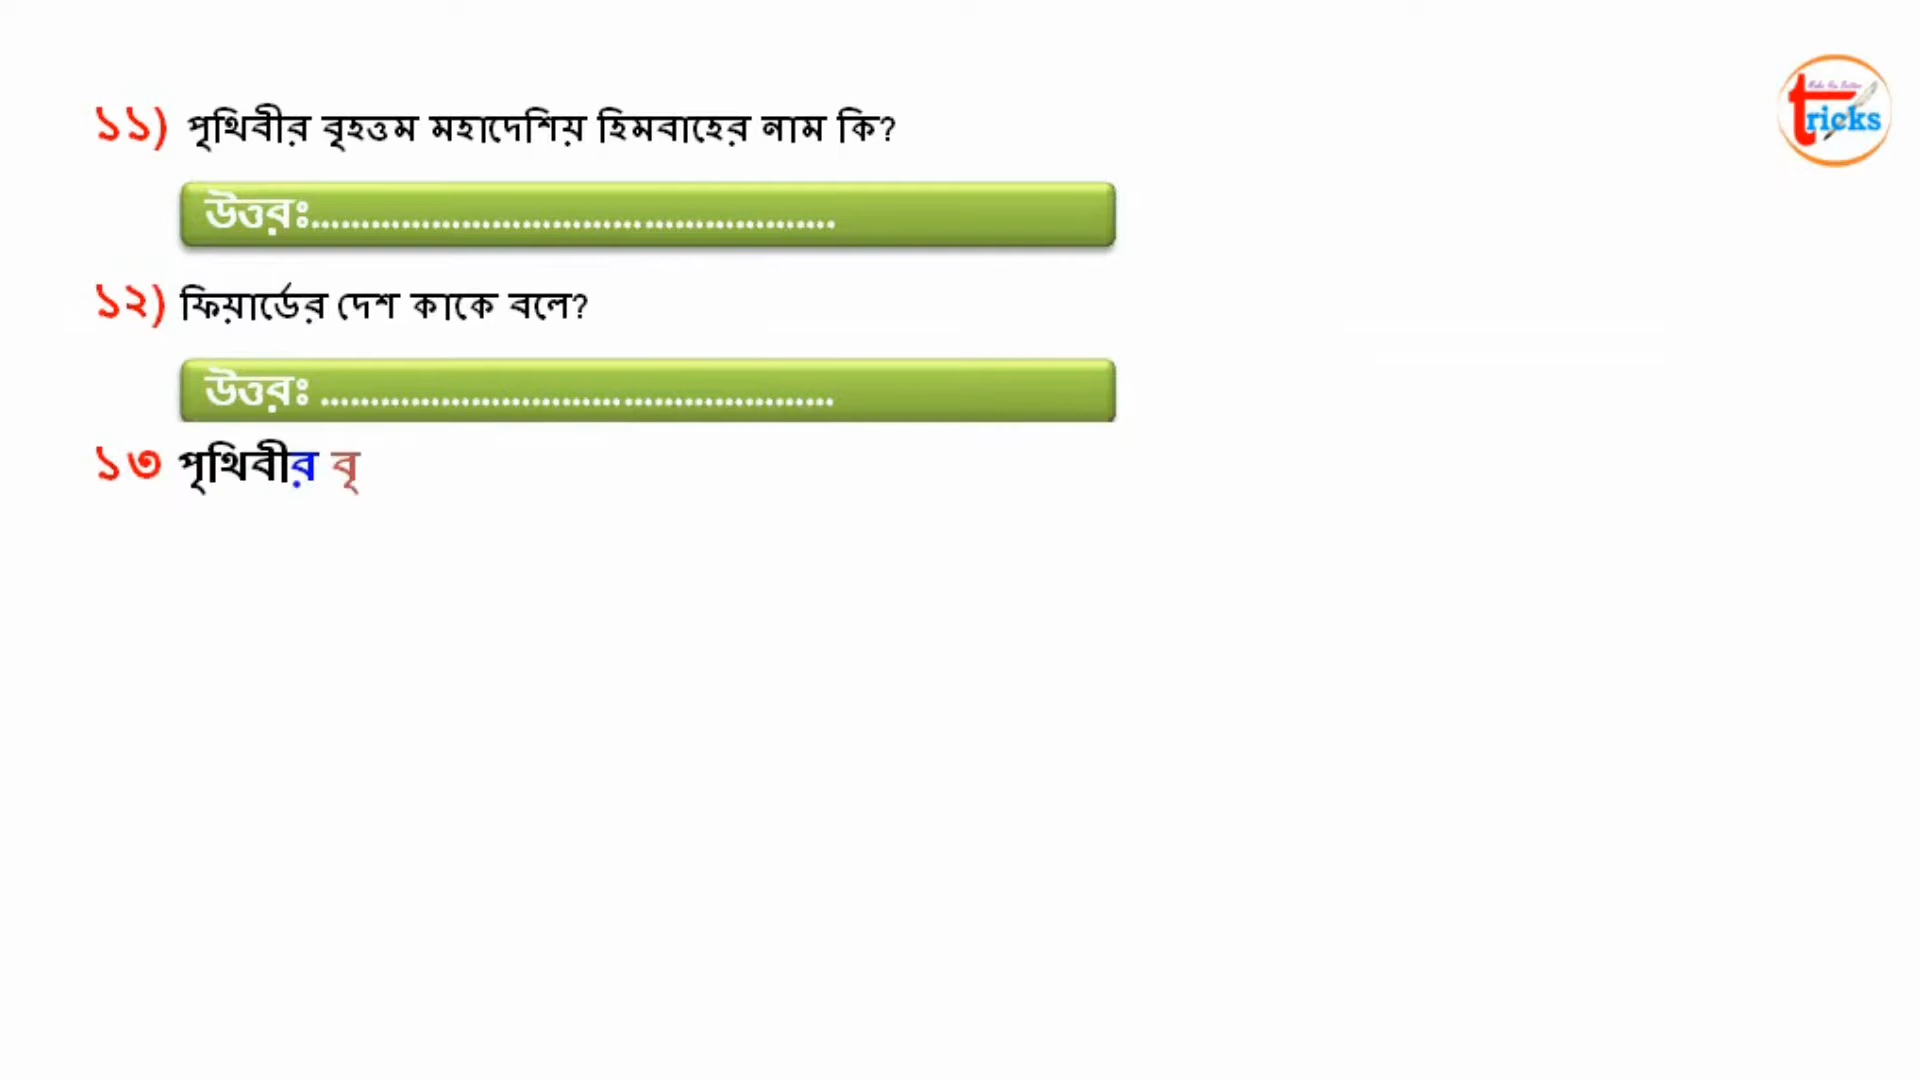 ১১) পৃথিবীর বৃহত্তম মহাদেশিয় হিমবাহের নাম কি?
উত্তরঃ.....................................................
১২) ফিয়ার্ডের দেশ কাকে বলে?
উত্তরঃ ....................................................
১৩ পৃথিবীর বৃ
tricks